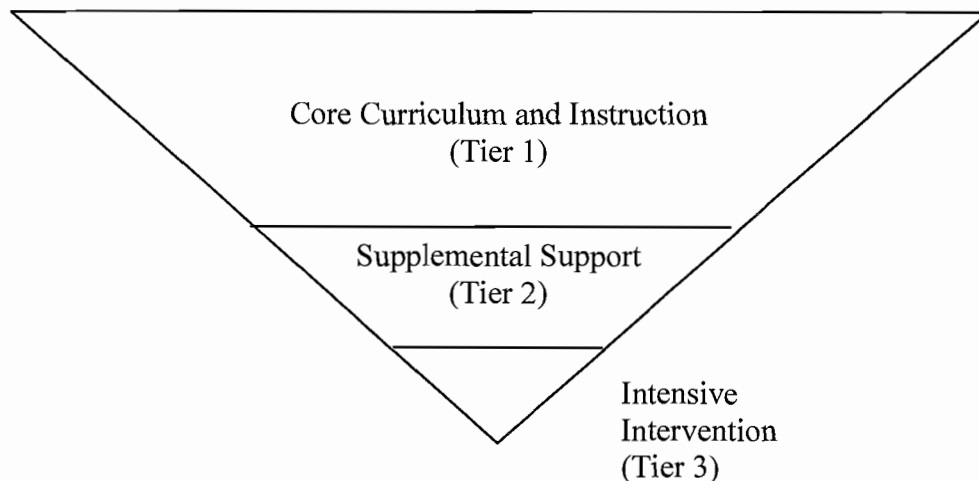 Core Curriculum and Instruction
(Tier 1)
Supplemental Support
(Tier 2)
Intensive
Intervention
(Tier 3)